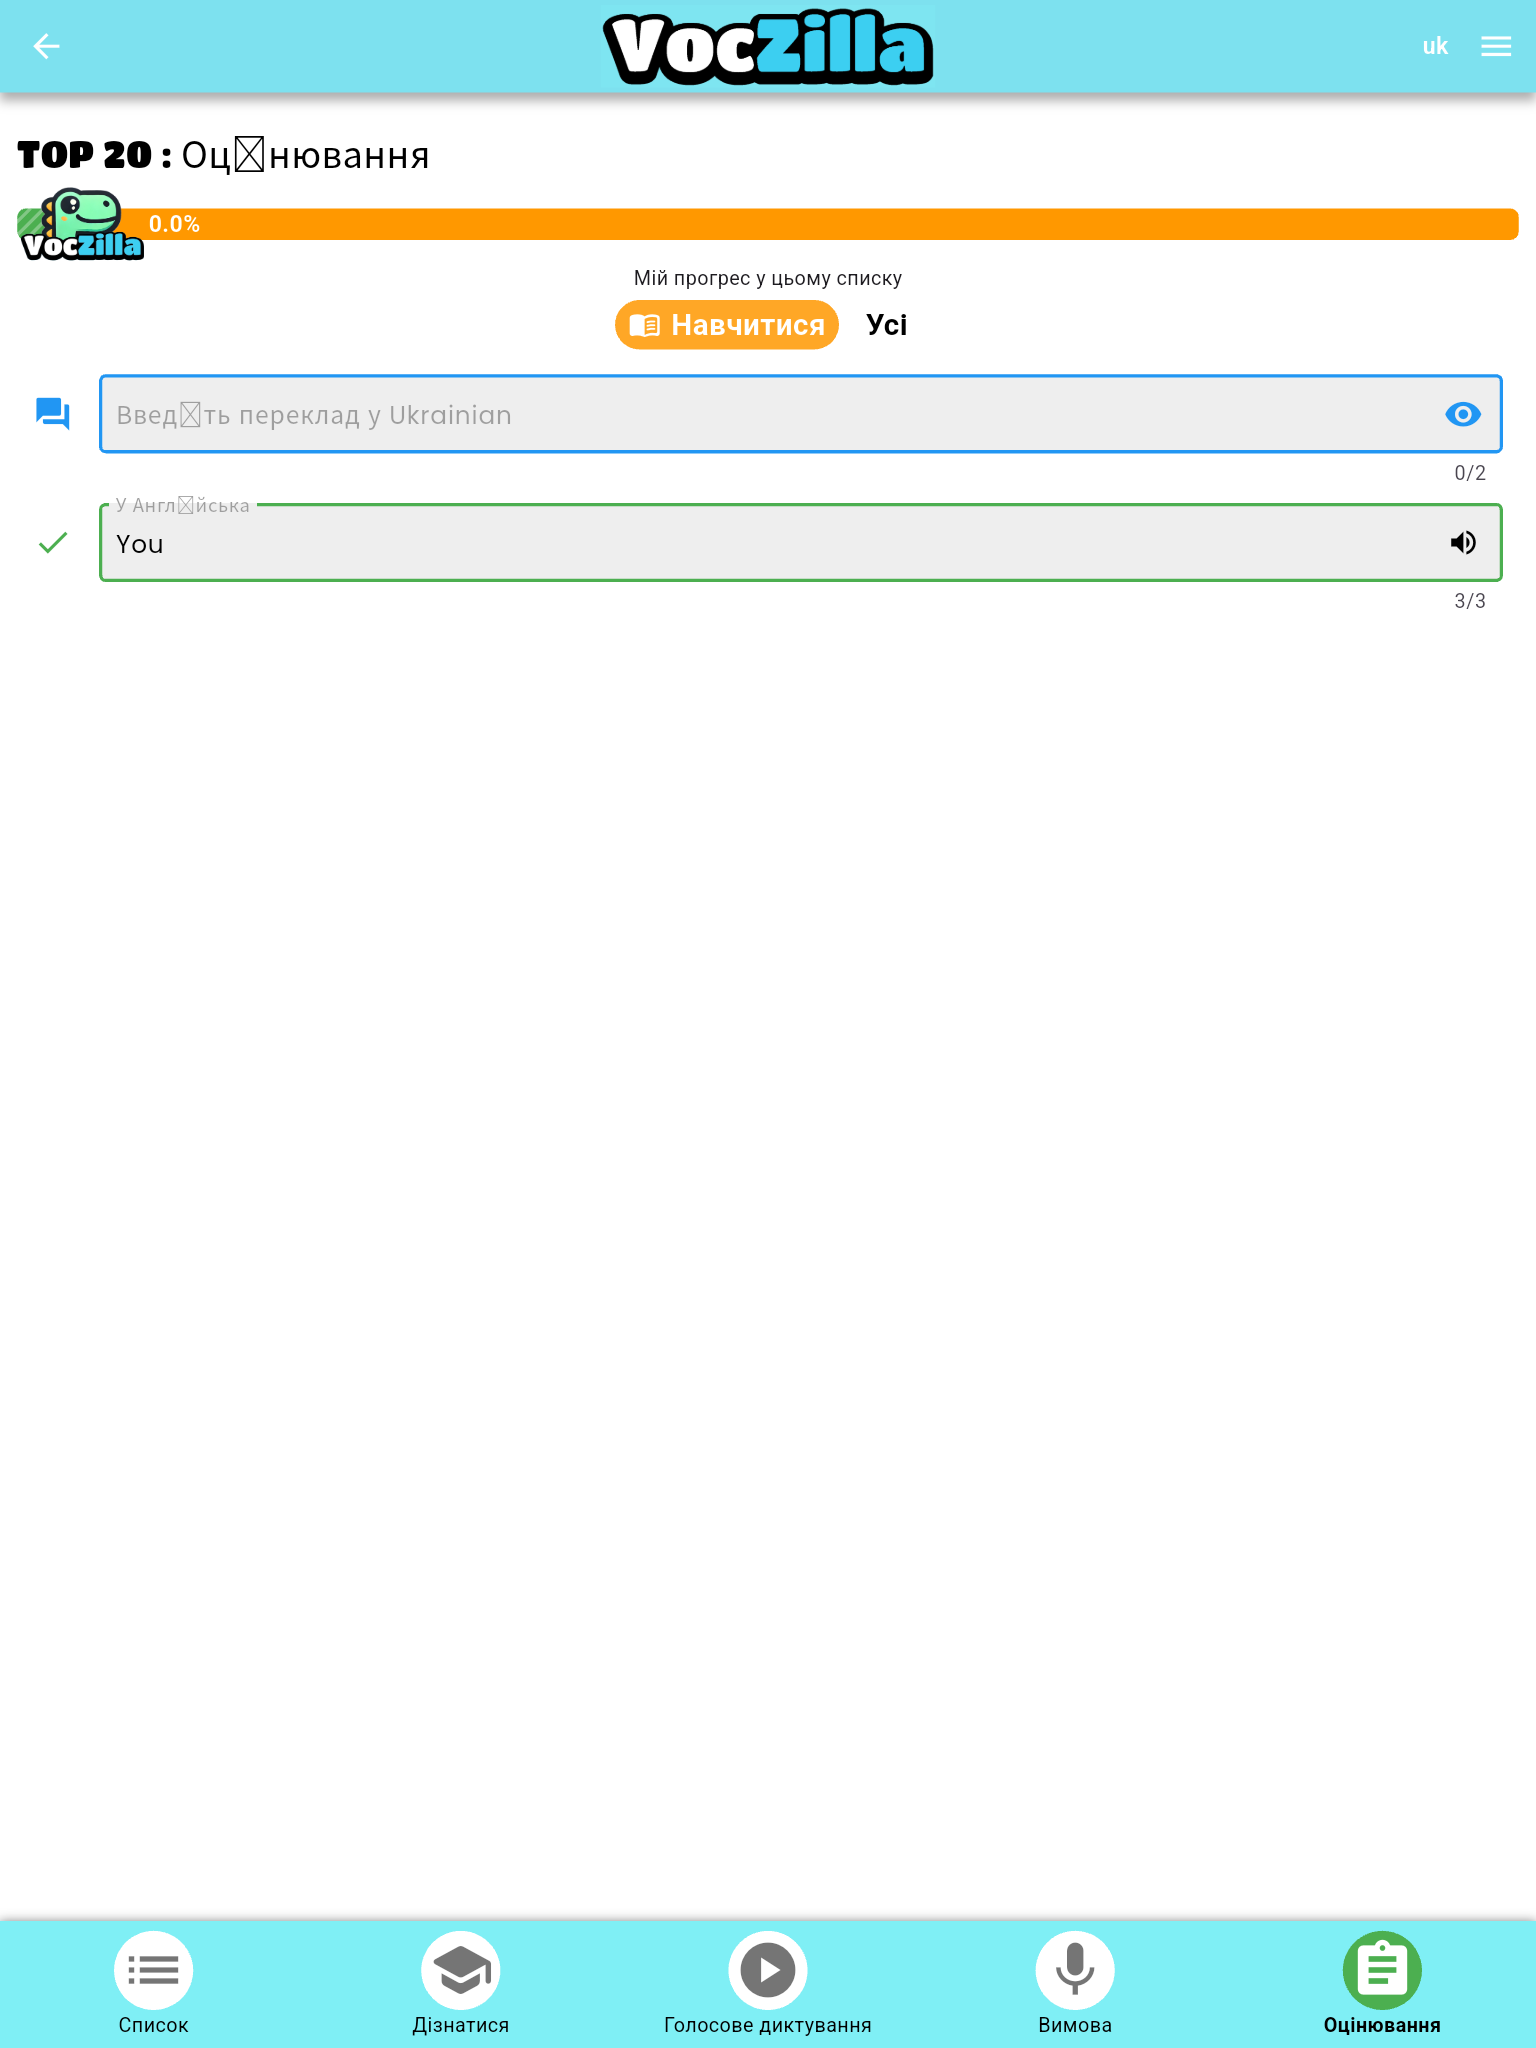 VocZilla
uk
TOP 20 : Оц☒нювання
VocZilla
0.0%
Мій прогрес у цьому списку
Навчитися
Усі
Введ☒ть переклад у Ukrainian
0/2
У Англ☒йська
You
3/3
Список
Дізнатися
Голосове диктування
Вимова
Оцінювання